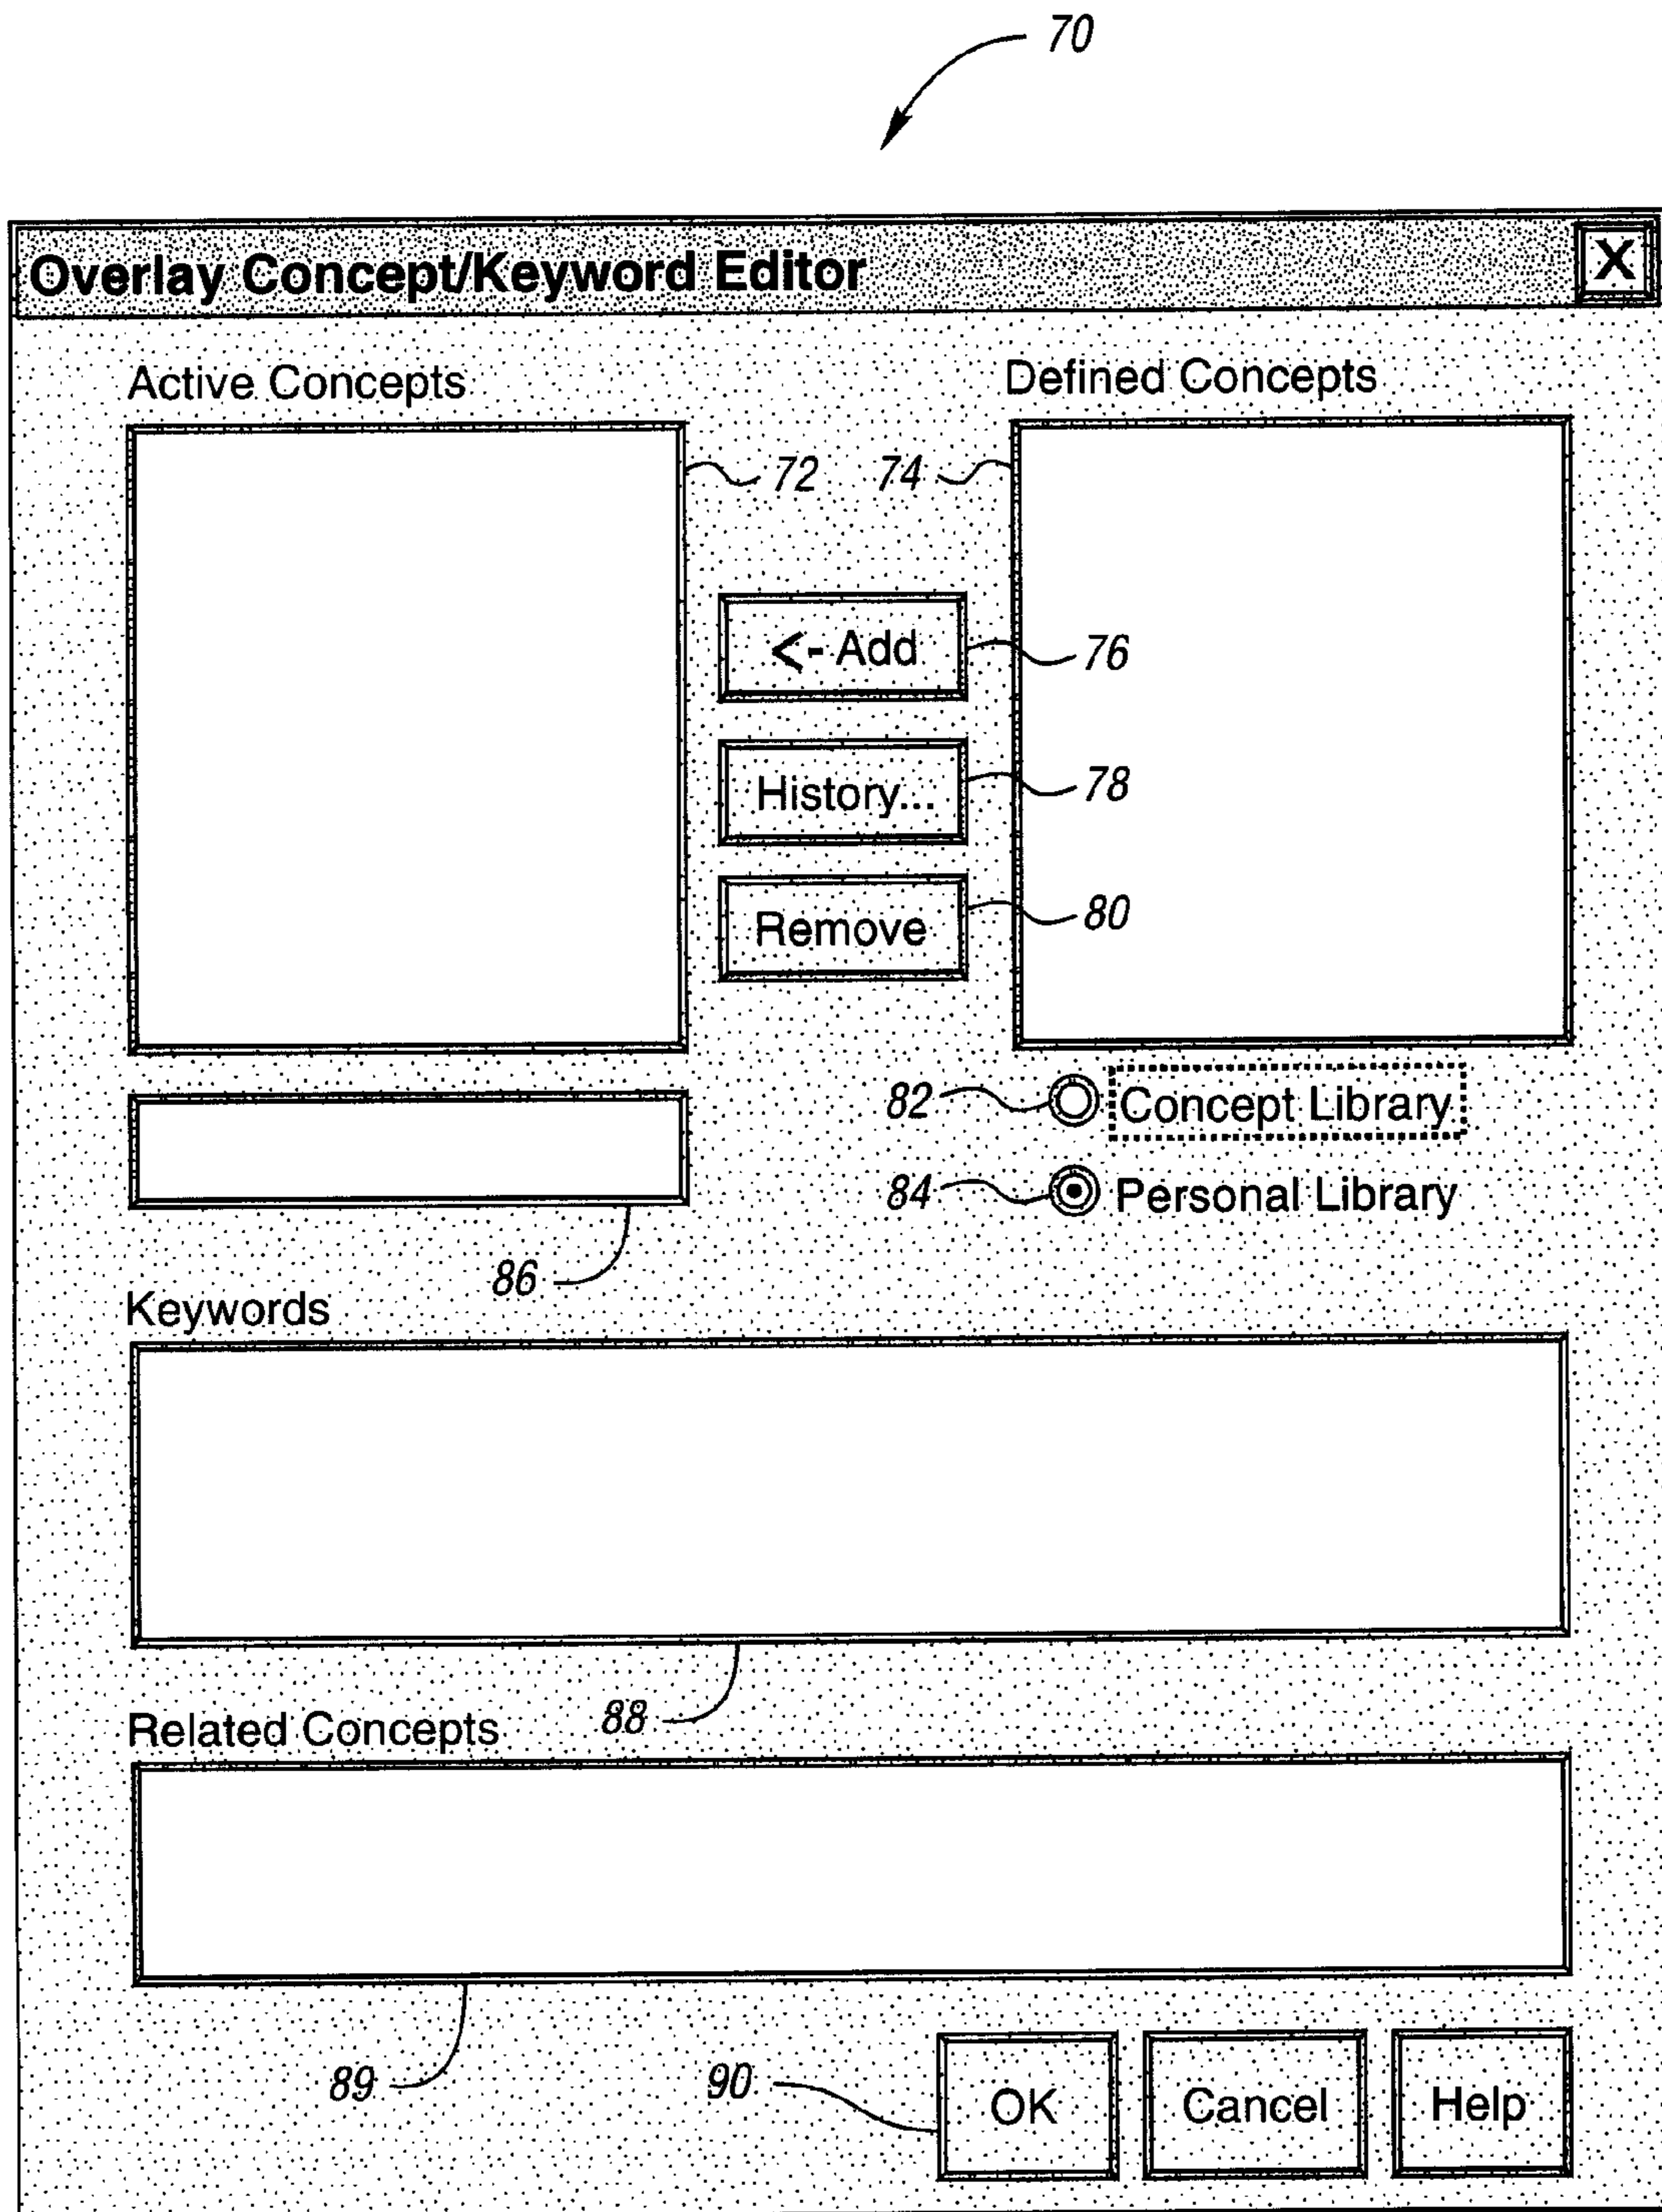 70
Overlay Concept/Keyword Editor X
Active Concepts Defined Concepts
72 74
<- Add 76
History... 78
Remove 80
82 Concept Library
84 Personal Library
86
Keywords
88
Related Concepts
89 90 OK Cancel Help